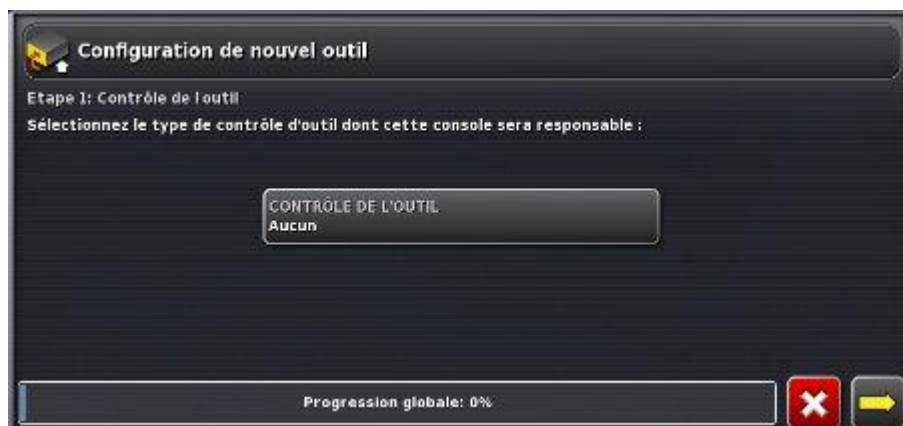 Configuration de nouvel outil
Etape 1: Contrôle de l'outil
Sélectionnez le type de contrôle d'outil dont cette console sera responsable :
CONTRÔLE DE L'OUTIL
Aucun
Progression globale: 0%